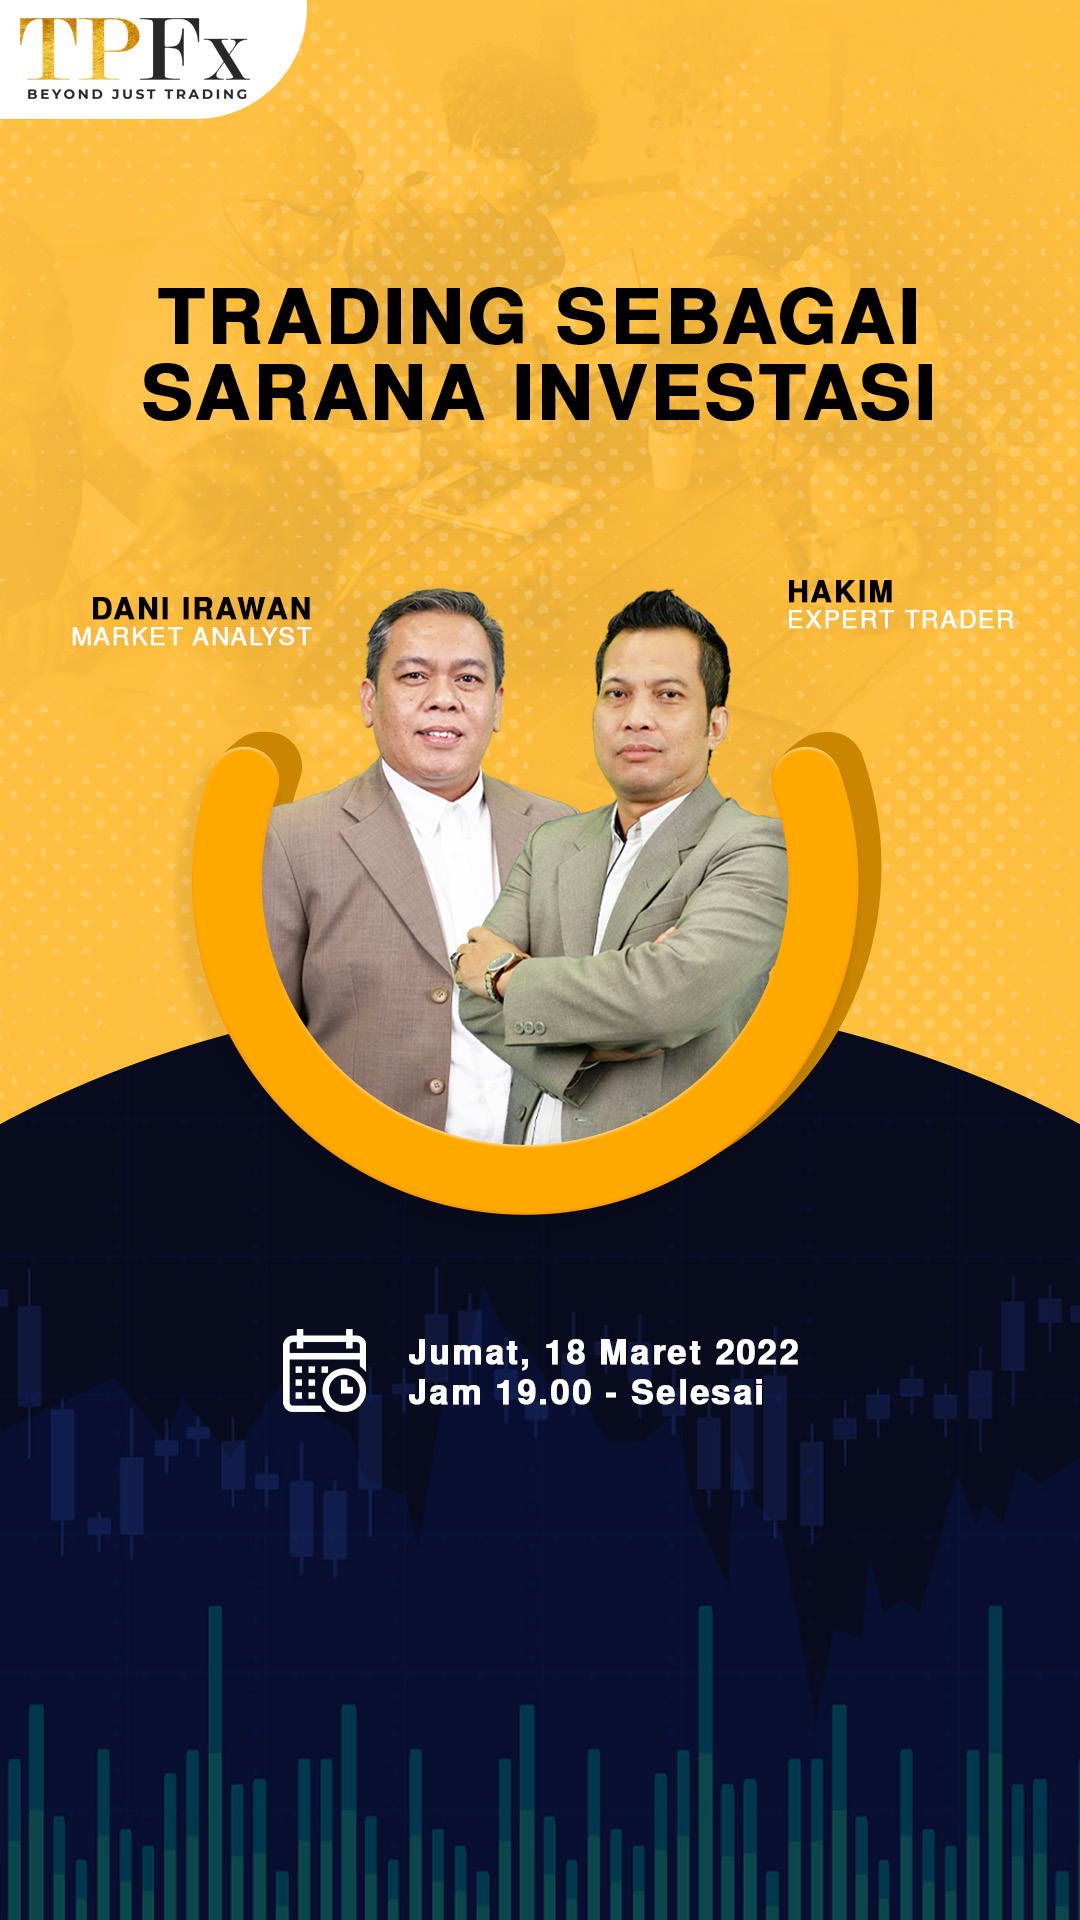 TPFx
BEYOND JUST TRADING
TRADING SEBAGAI
SARANA INVESTASI
DANI IRAWAN
MARKET ANALYST
HAKIM
EXPERT TRADER
Jumat, 18 Maret 2022
Jam 19.00 - Selesai